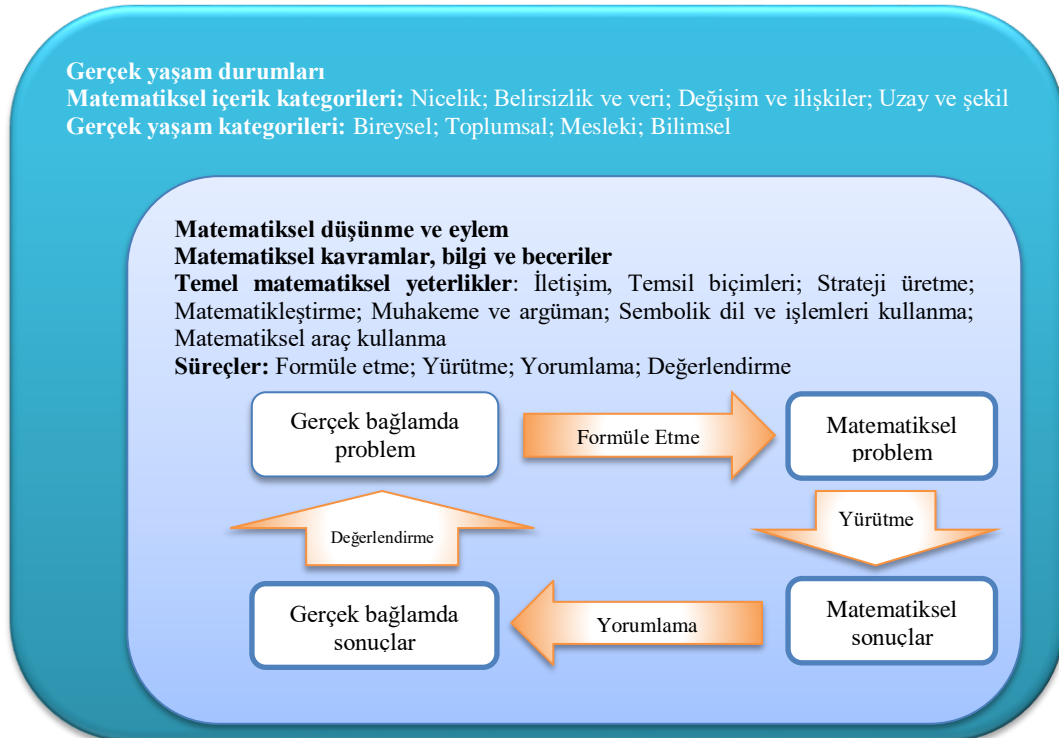 Gerçek yaşam durumları
Matematiksel içerik kategorileri: Nicelik; Belirsizlik ve veri; Değişim ve ilişkiler; Uzay ve şekil
Gerçek yaşam kategorileri: Bireysel; Toplumsal; Mesleki; Bilimsel
Matematiksel düşünme ve eylem
Matematiksel kavramlar, bilgi ve beceriler
Temel matematiksel yeterlikler: İletişim, Temsil biçimleri; Strateji üretme;
Matematikleştirme; Muhakeme ve argüman; Sembolik dil ve işlemleri kullanma;
Matematiksel araç kullanma
Süreçler: Formüle etme; Yürütme; Yorumlama; Değerlendirme
Gerçek bağlamda
problem
Formüle Etme
Matematiksel
problem
Değerlendirme
Yürütme
Gerçek bağlamda
sonuçlar
Yorumlama
Matematiksel
sonuçlar